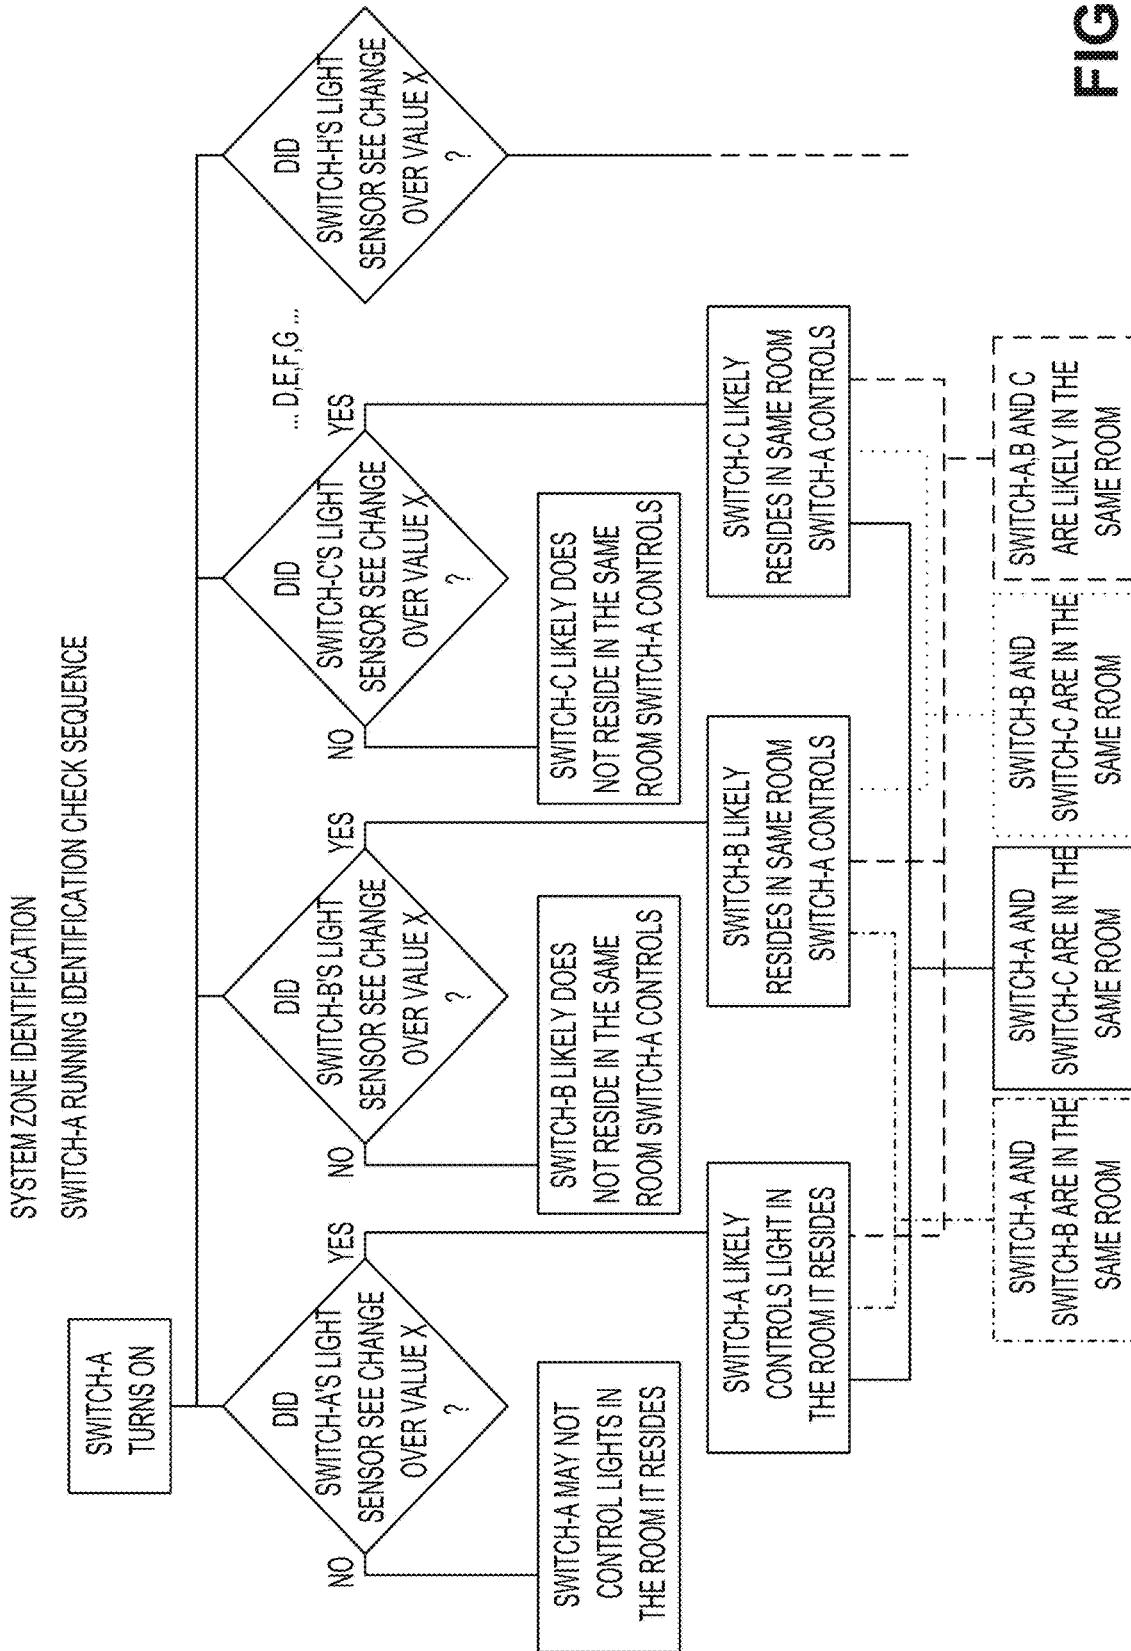 SYSTEM ZONE IDENTIFICATION
SWITCH-A RUNNING IDENTIFICATION CHECK SEQUENCE
SWITCH-A
TURNS ON
DID
SWITCH-A'S LIGHT
SENSOR SEE CHANGE
OVER VALUE X
?
NO
YES
DID
SWITCH-B'S LIGHT
SENSOR SEE CHANGE
OVER VALUE X
?
NO
YES
DID
SWITCH-C'S LIGHT
SENSOR SEE CHANGE
OVER VALUE X
?
NO
YES
... D,E,F,G ...
DID
SWITCH-H'S LIGHT
SENSOR SEE CHANGE
OVER VALUE X
?
SWITCH-A MAY NOT
CONTROL LIGHTS IN
THE ROOM IT RESIDES
SWITCH-B LIKELY DOES
NOT RESIDE IN THE SAME
ROOM SWITCH-A CONTROLS
SWITCH-C LIKELY DOES
NOT RESIDE IN THE SAME
ROOM SWITCH-A CONTROLS
SWITCH-A LIKELY
CONTROLS LIGHT IN
THE ROOM IT RESIDES
SWITCH-B LIKELY
RESIDES IN SAME ROOM
SWITCH-A CONTROLS
SWITCH-C LIKELY
RESIDES IN SAME ROOM
SWITCH-A CONTROLS
SWITCH-A AND
SWITCH-B ARE IN THE
SAME ROOM
SWITCH-A AND
SWITCH-C ARE IN THE
SAME ROOM
SWITCH-B AND
SWITCH-C ARE IN THE
SAME ROOM
SWITCH-A,B AND C
ARE LIKELY IN THE
SAME ROOM
FIG